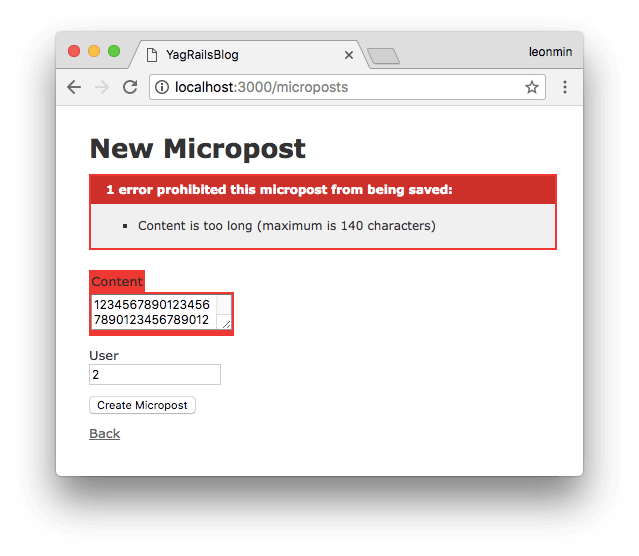 YagRailsBlog
leonmin
localhost:3000/microposts
New Micropost
1 error prohibited this micropost from being saved:
Content is too long (maximum is 140 characters)
Content
1234567890123456
7890123456789012
User
2
Create Micropost
Back